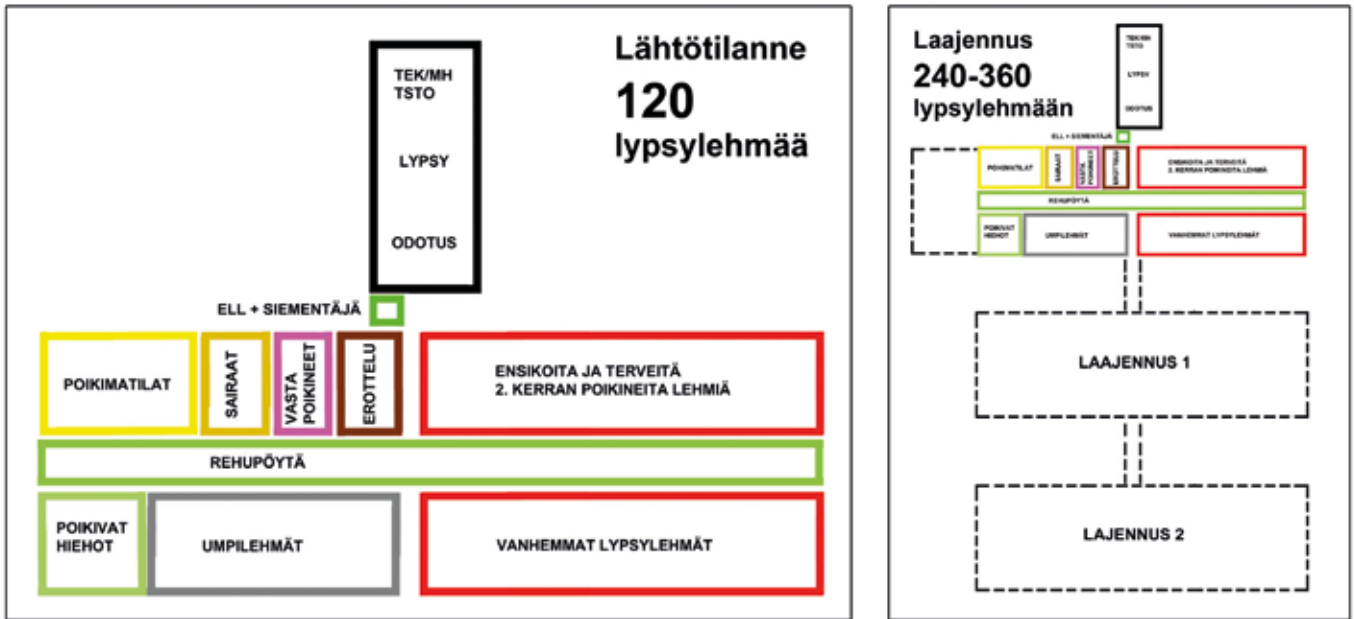 Lähtötilanne
120
lypsylehmää
TEK/MH
TSTO
LYPSY
ODOTUS
ELL + SIEMENTÄJÄ
POIKIMATILAT
SAIRAAT
VASTA
POIKINEET
EROTTELU
ENSIKOITA JA TERVEITÄ
2. KERRAN POIKINEITA LEHMIÄ
REHUPÖYTÄ
POIKIVAT
HIEHOT
UMPILEHMÄT
VANHEMMAT LYPSYLEHMÄT
Laajennus
240-360
lypsylehmään
TEK/MH
TSTO
LYPSY
ODOTUS
ELL + SIEMENTÄJÄ
POIKIMATILAT
SAIRAAT
VASTA
POIKINEET
EROTTELU
ENSIKOITA JA TERVEITÄ
2. KERRAN POIKINEITA LEHMIÄ
REHUPÖYTÄ
POIKIVAT
HIEHOT
UMPILEHMÄT
VANHEMMAT LYPSYLEHMÄT
LAAJENNUS 1
LAJENNUS 2